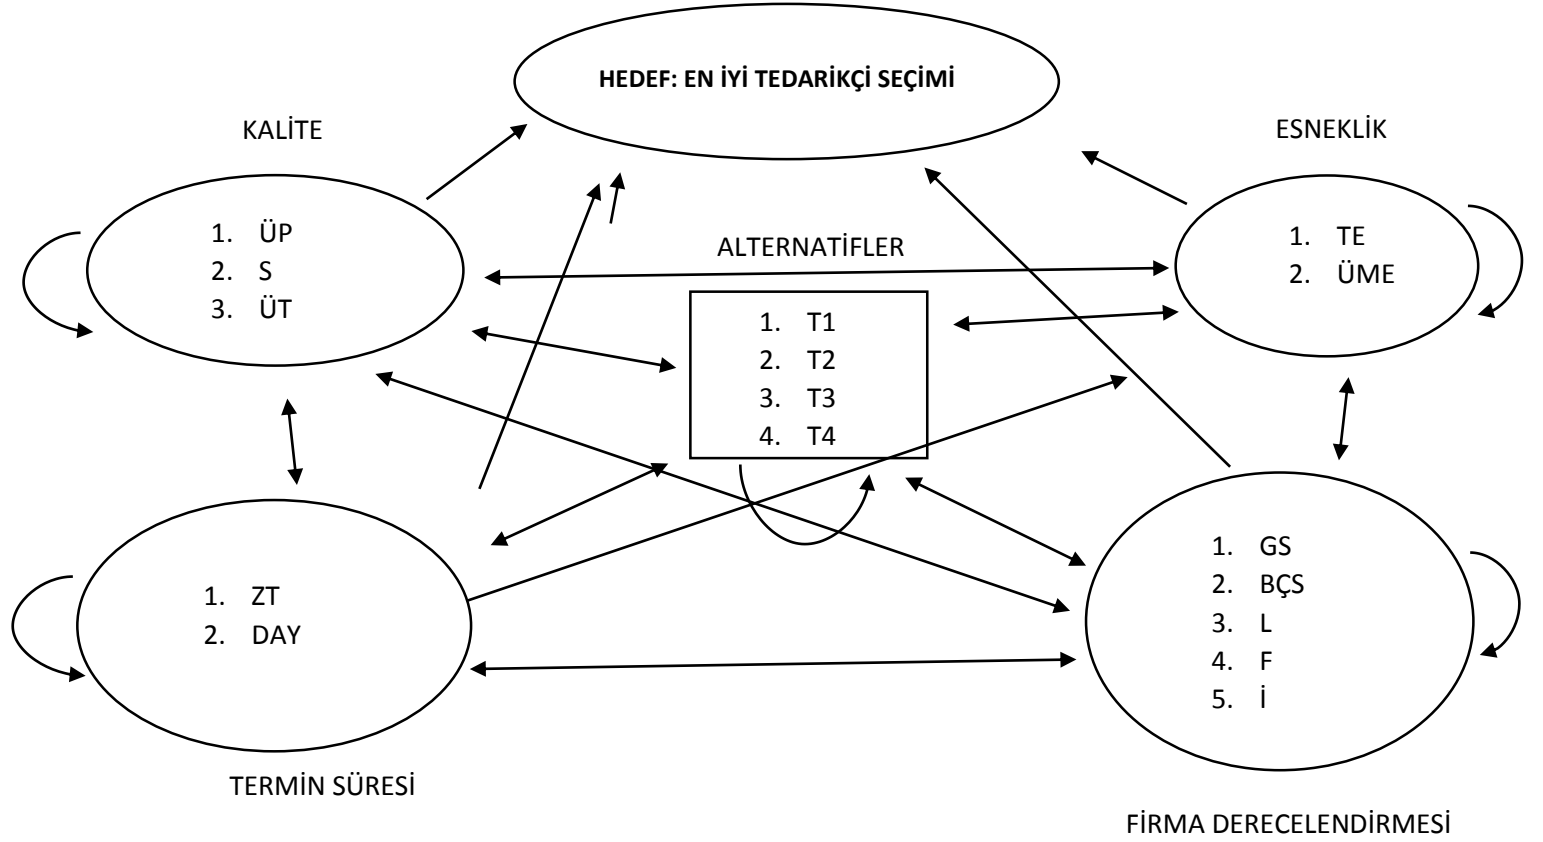 HEDEF: EN İYİ TEDARİKÇİ SEÇİMİ
KALİTE
1. ÜP
2. S
3. ÜT
ESNEKLİK
1. TE
2. ÜME
ALTERNATİFLER
1. T1
2. T2
3. T3
4. T4
1. ZT
2. DAY
TERMİN SÜRESİ
1. GS
2. BÇS
3. L
4. F
5. İ
FİRMA DERECELENDİRMESİ